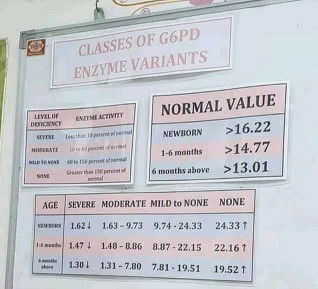 CLASSES OF G6PD
ENZYME VARIANTS
LEVEL OF DEFICIENCY ENZYME ACTIVITY
SEVERE Less than 10 percent of normal
MODERATE 10 to 60 percent of normal
MILD TO NONE 60 to 150 percent of normal
NONE Greater than 150 percent of normal
NORMAL VALUE
NEWBORN >16.22
1-6 months >14.77
6 months above >13.01
AGE SEVERE MODERATE MILD to NONE NONE
NEWBORN 1.62↓ 1.63 - 9.73 9.74 - 24.33 24.33↑
1-6 months 1.47↓ 1.48 - 8.86 8.87 - 22.15 22.16↑
6 months above 1.30↓ 1.31 - 7.80 7.81 - 19.51 19.52↑